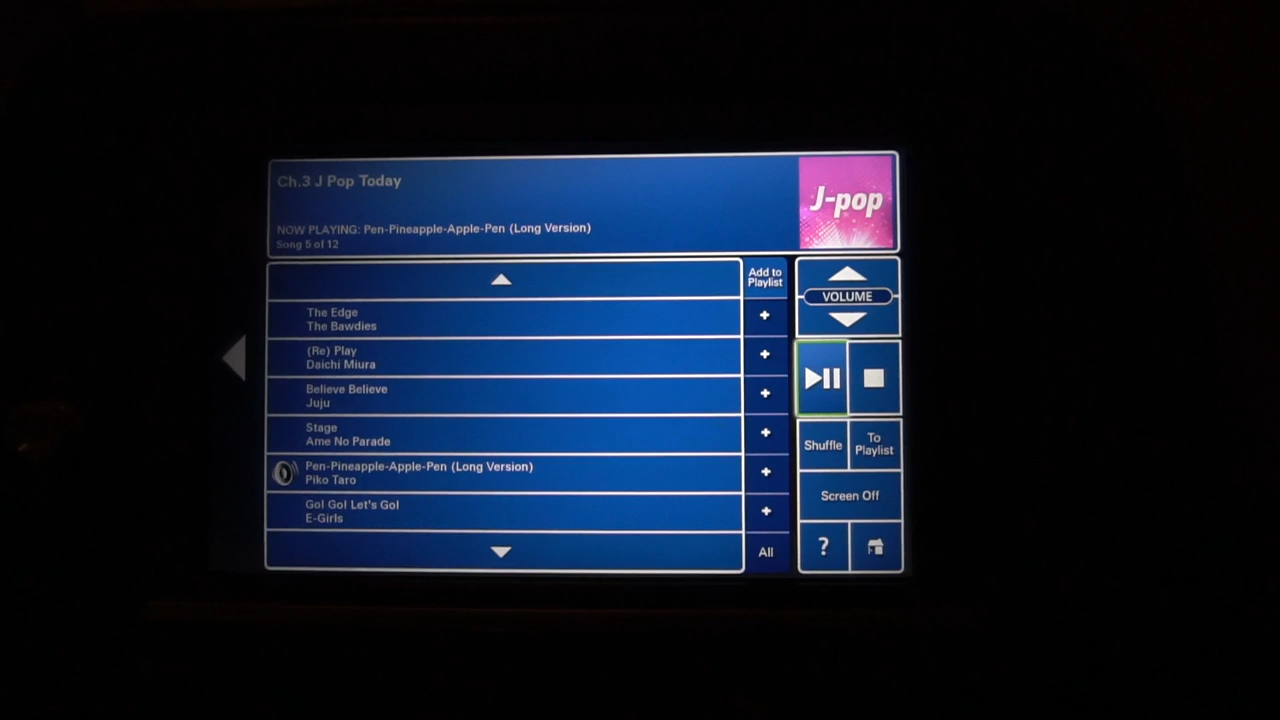 Ch.3 J Pop Today
J-pop
NOW PLAYING: Pen-Pineapple-Apple-Pen (Long Version)
Song 5 of 12
Add to
Playlist
VOLUME
The Edge
The Bawdies
+
(Re) Play
Daichi Miura
+
Believe Believe
Juju
+
Stage
Ame No Parade
+
Pen-Pineapple-Apple-Pen (Long Version)
Piko Taro
+
Go! Go! Let's Go!
E-Girls
+
All
Shuffle
To
Playlist
Screen Off
?